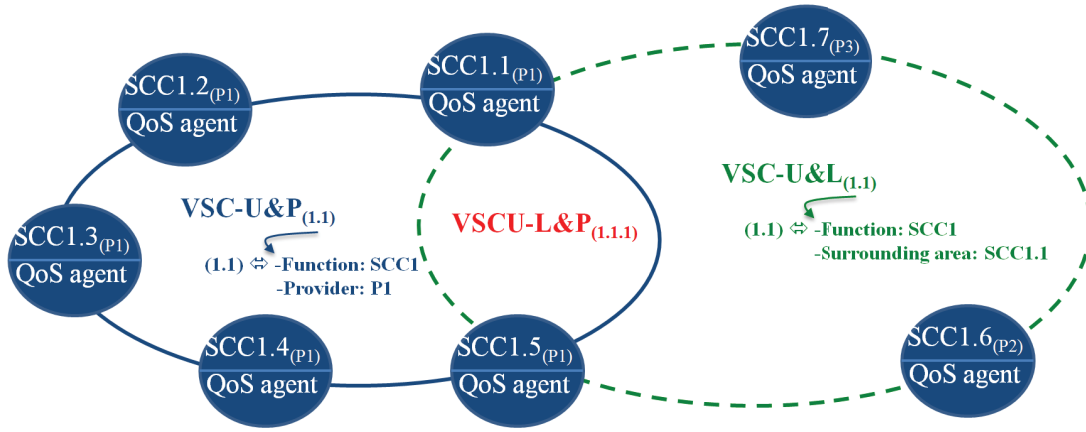 SCC1.2(P1)
QoS agent
SCC1.1(P1)
QoS agent
SCC1.7(P3)
QoS agent
SCC1.3(P1)
QoS agent
VSC-U&P(1.1)
(1.1) ⇔ -Function: SCC1
-Provider: P1
VSCU-L&P(1.1.1)
VSC-U&L(1.1)
(1.1) ⇔ -Function: SCC1
-Surrounding area: SCC1.1
SCC1.4(P1)
QoS agent
SCC1.5(P1)
QoS agent
SCC1.6(P2)
QoS agent